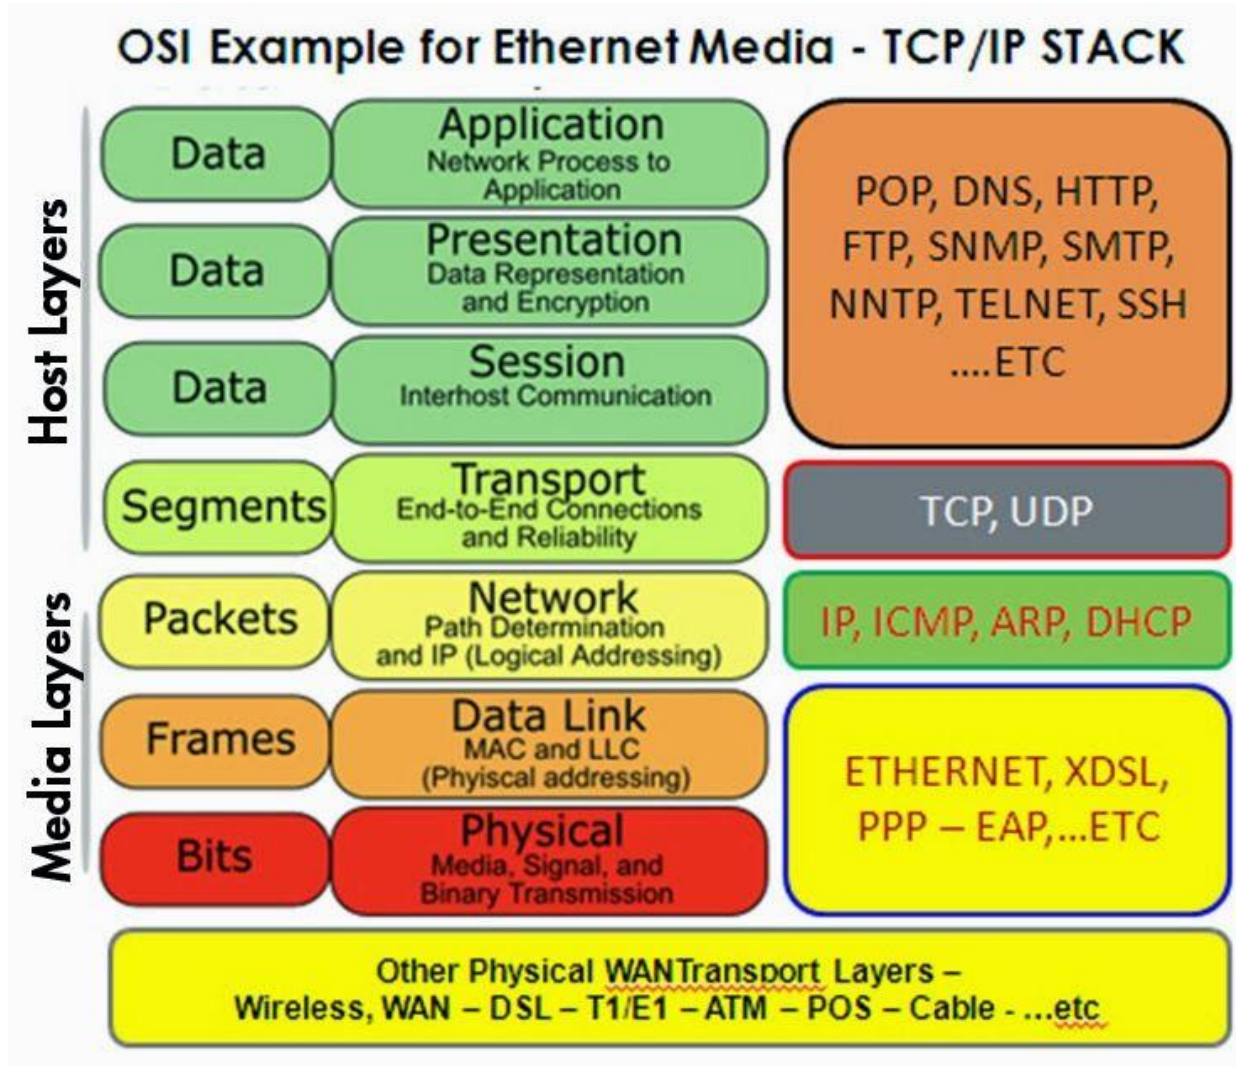 OSI Example for Ethernet Media - TCP/IP STACK
Host Layers
Data
Application
Network Process to
Application
Data
Presentation
Data Representation
and Encryption
Data
Session
Interhost Communication
POP, DNS, HTTP,
FTP, SNMP, SMTP,
NNTP, TELNET, SSH
....ETC
Segments
Transport
End-to-End Connections
and Reliability
TCP, UDP
Media Layers
Packets
Network
Path Determination
and IP (Logical Addressing)
IP, ICMP, ARP, DHCP
Frames
Data Link
MAC and LLC
(Phyiscal addressing)
Bits
Physical
Media, Signal, and
Binary Transmission
ETHERNET, XDSL,
PPP – EAP,...ETC
Other Physical WANTransport Layers –
Wireless, WAN – DSL – T1/E1 – ATM – POS – Cable - ...etc